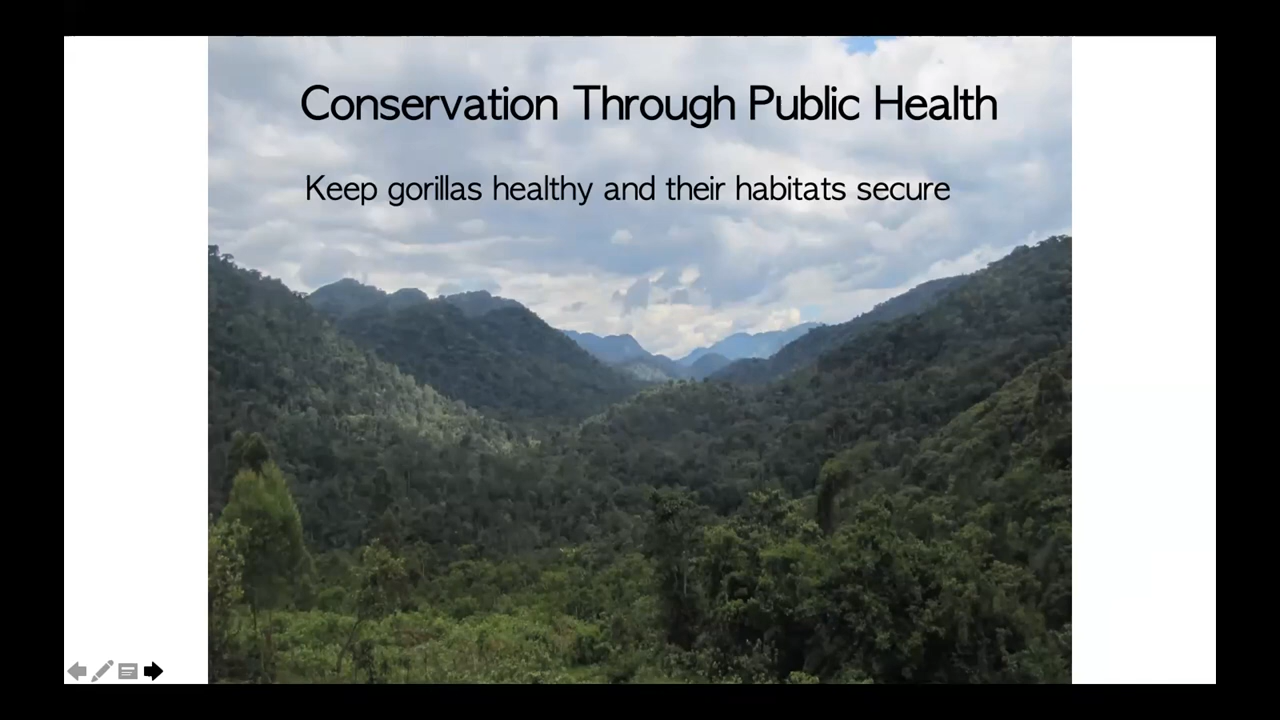 Conservation Through Public Health
Keep gorillas healthy and their habitats secure